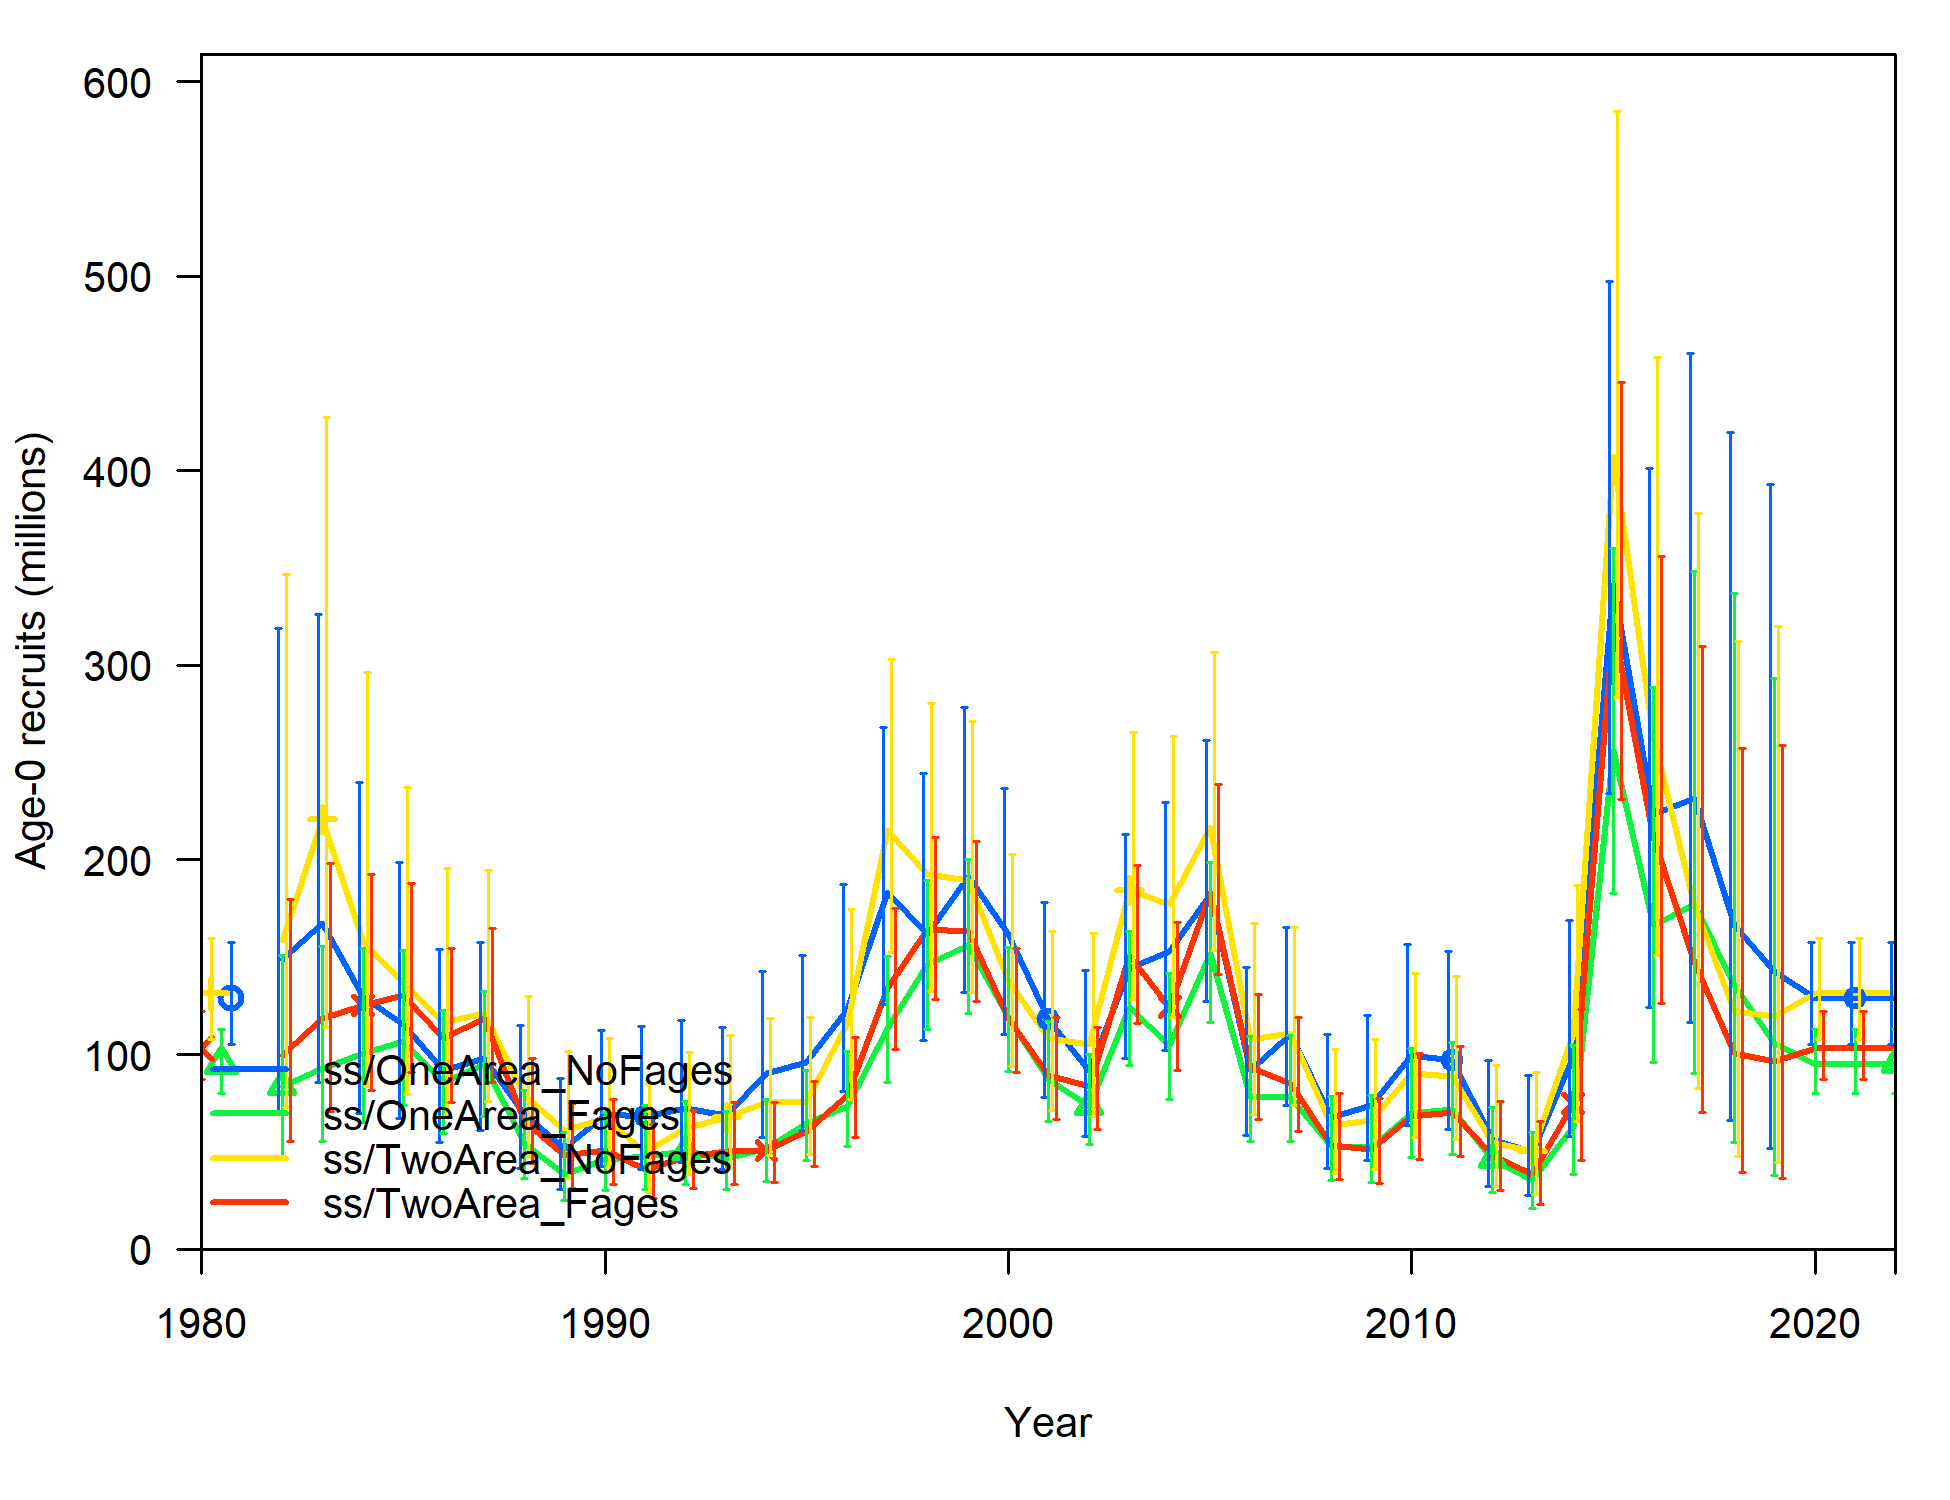 600
500
400
300
200
100
0
Age-0 recruits (millions)
ss/OneArea_NoFages
ss/OneArea_Fages
ss/TwoArea_NoFages
ss/TwoArea_Fages
1980 1990 2000 2010 2020
Year